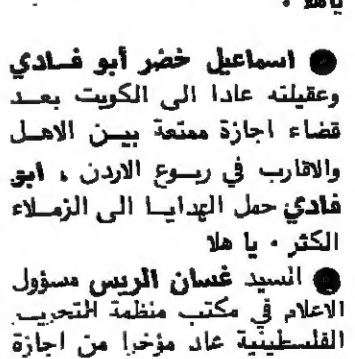 ياهلا •
● اسماعيل خضر أبو فادي
وعقيلته عادا الى الكويت بعد
قضاء اجازة ممتعة بين الاهل
والاقارب في ربوع الاردن ، ابو
فادي حمل الهدايا الى الزملاء
الكثر • يا هلا
● السيد غسان الريس مسؤول
الاعلام في مكتب منظمة التحرير
الفلسطينية عاد مؤخرا من اجازة